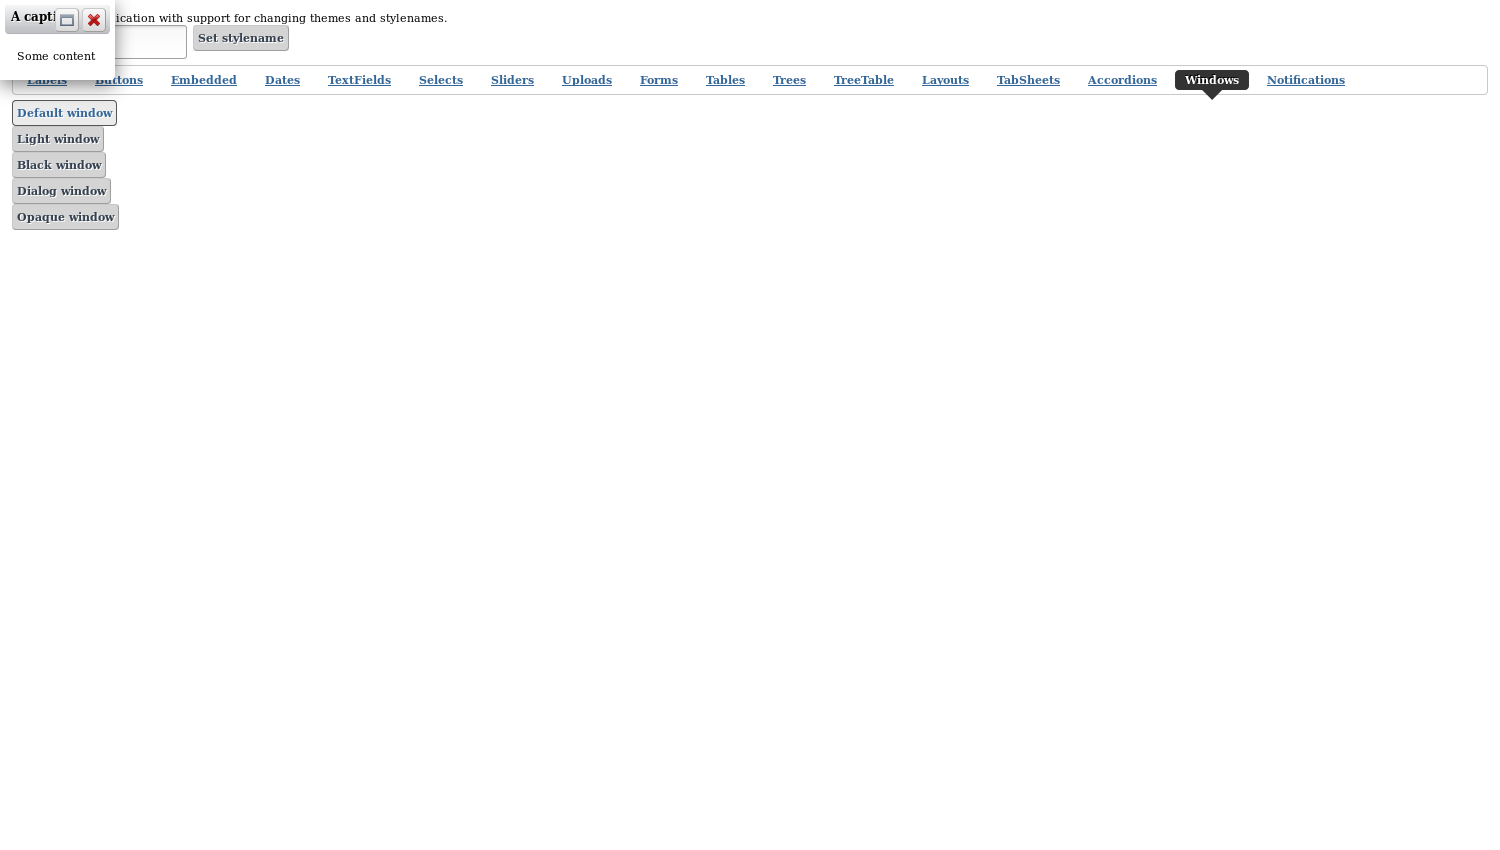 A capti
ication with support for changing themes and stylenames.
Set stylename
Some content
Labels Buttons Embedded Dates TextFields Selects Sliders Uploads Forms Tables Trees TreeTable Layouts TabSheets Accordions Windows Notifications
Default window
Light window
Black window
Dialog window
Opaque window